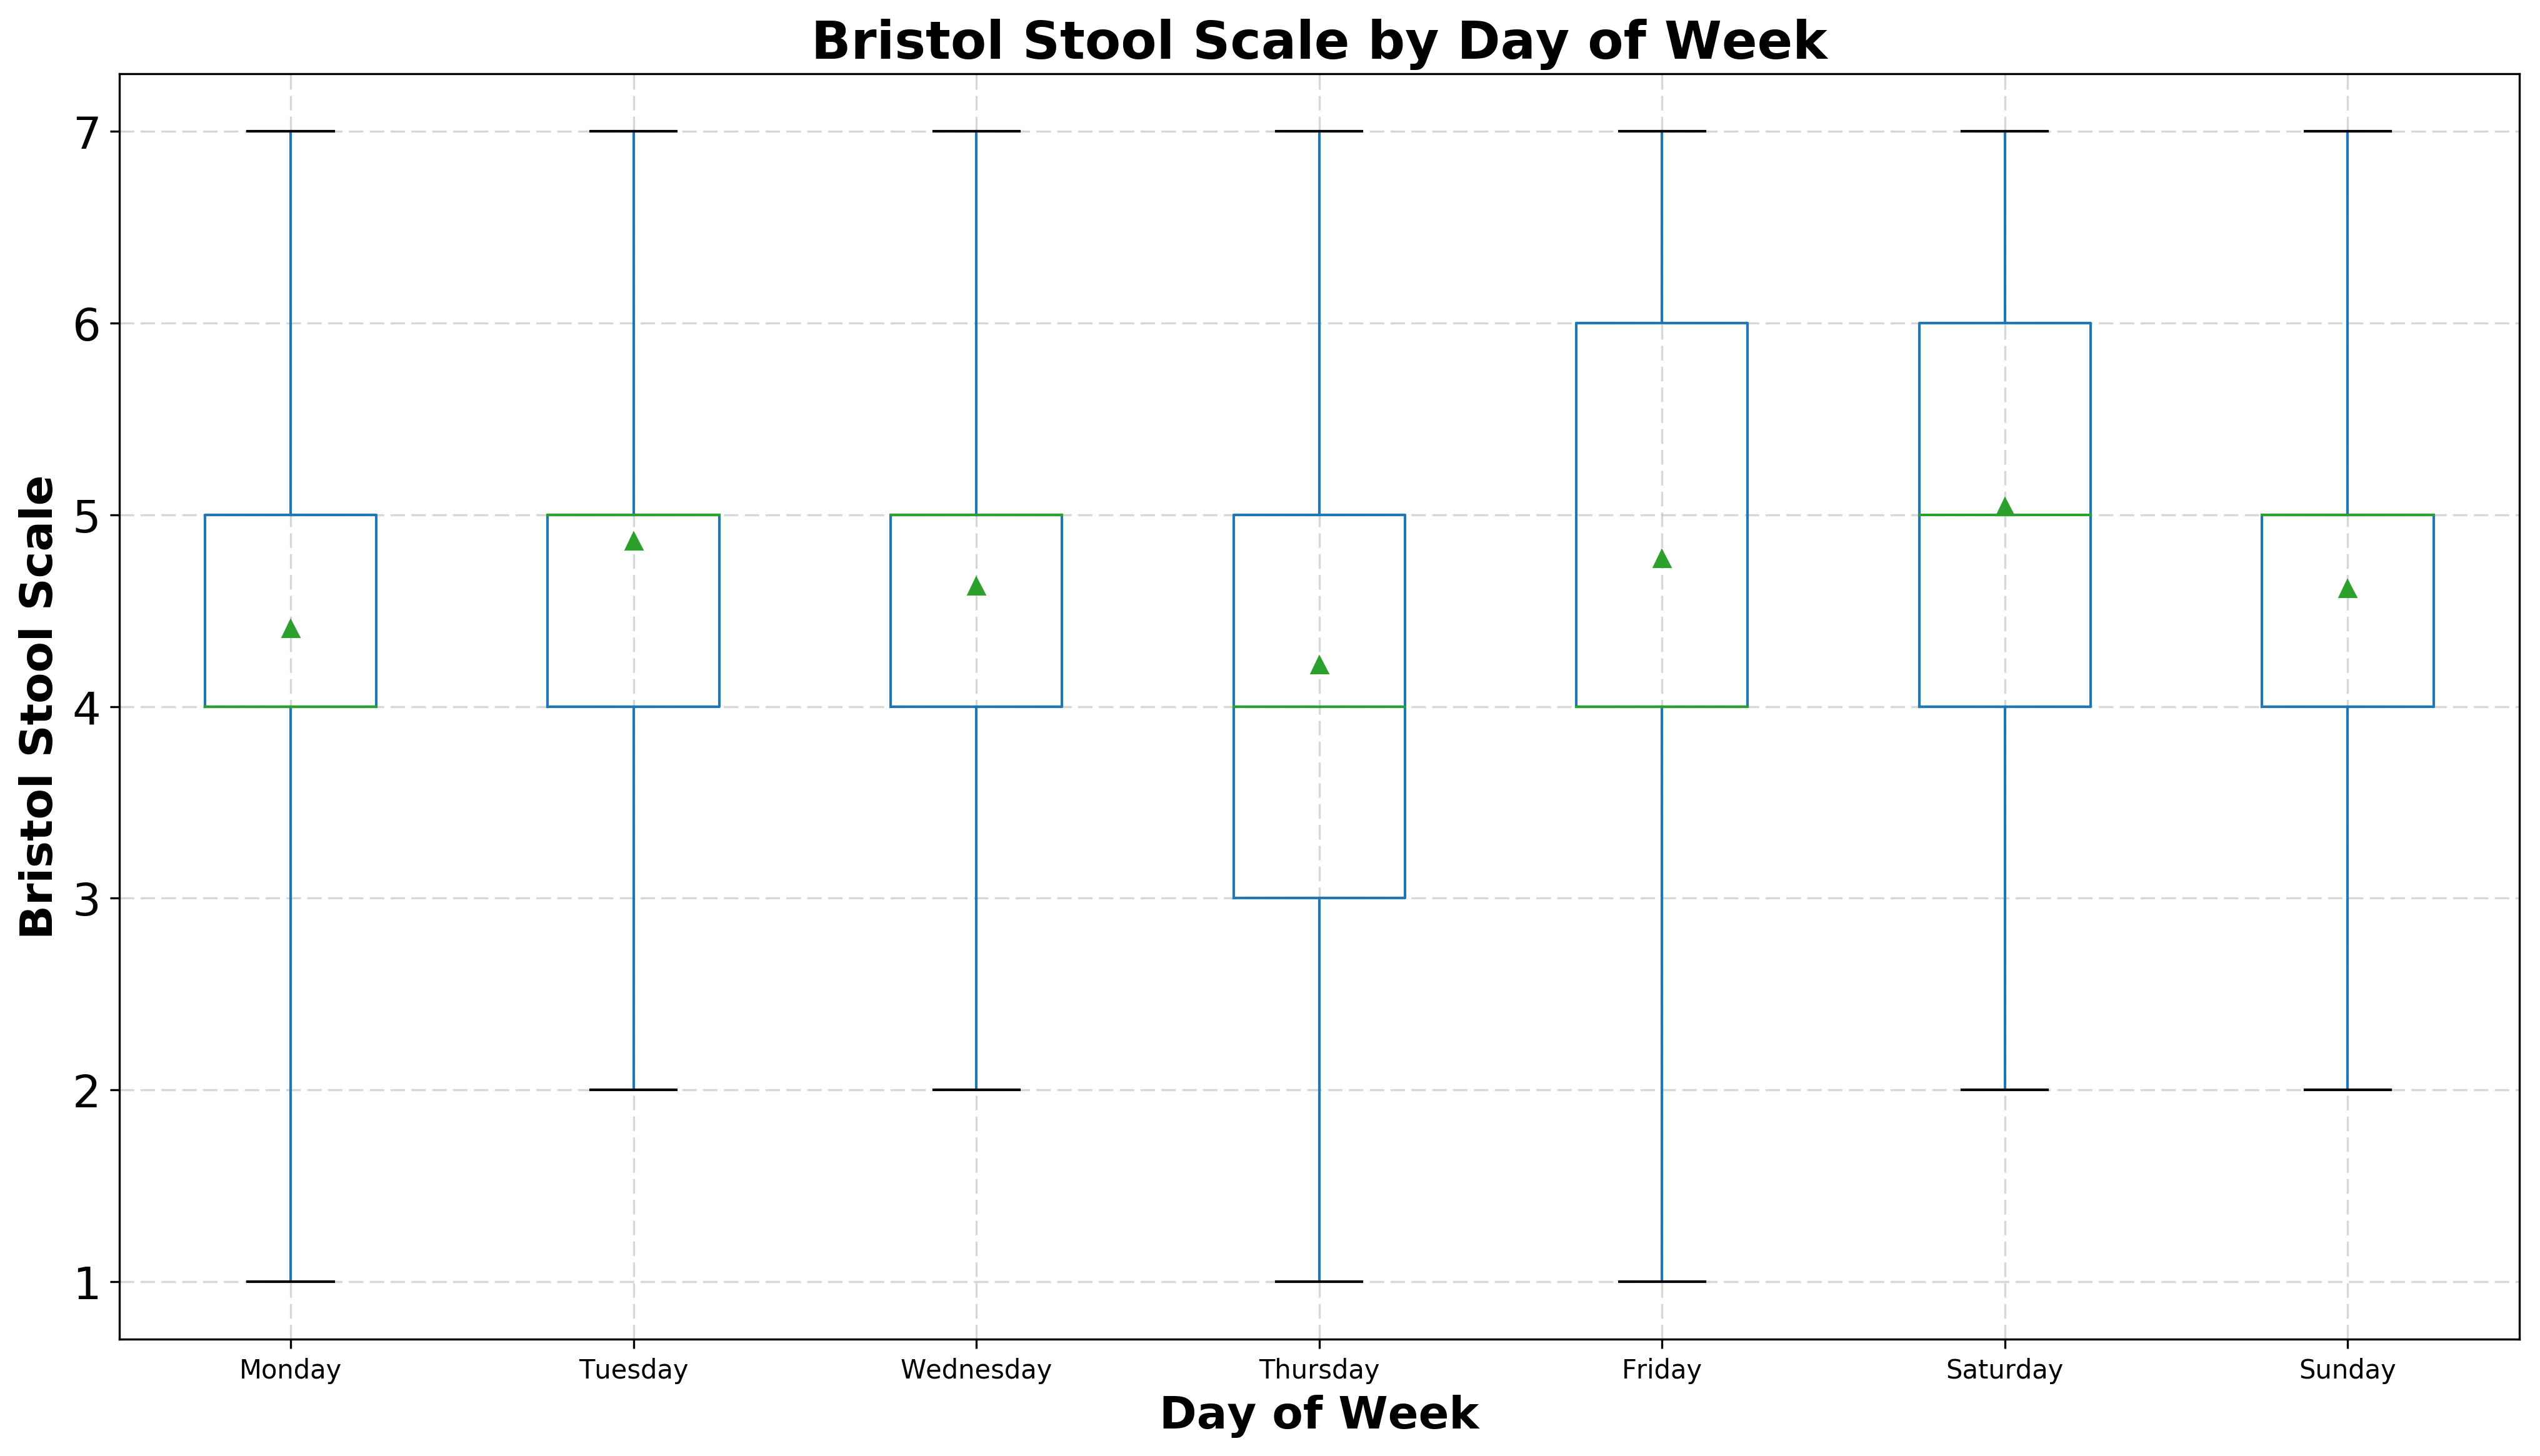 Bristol Stool Scale by Day of Week
Bristol Stool Scale
7
6
5
4
3
2
1
Monday Tuesday Wednesday Thursday Friday Saturday Sunday
Day of Week